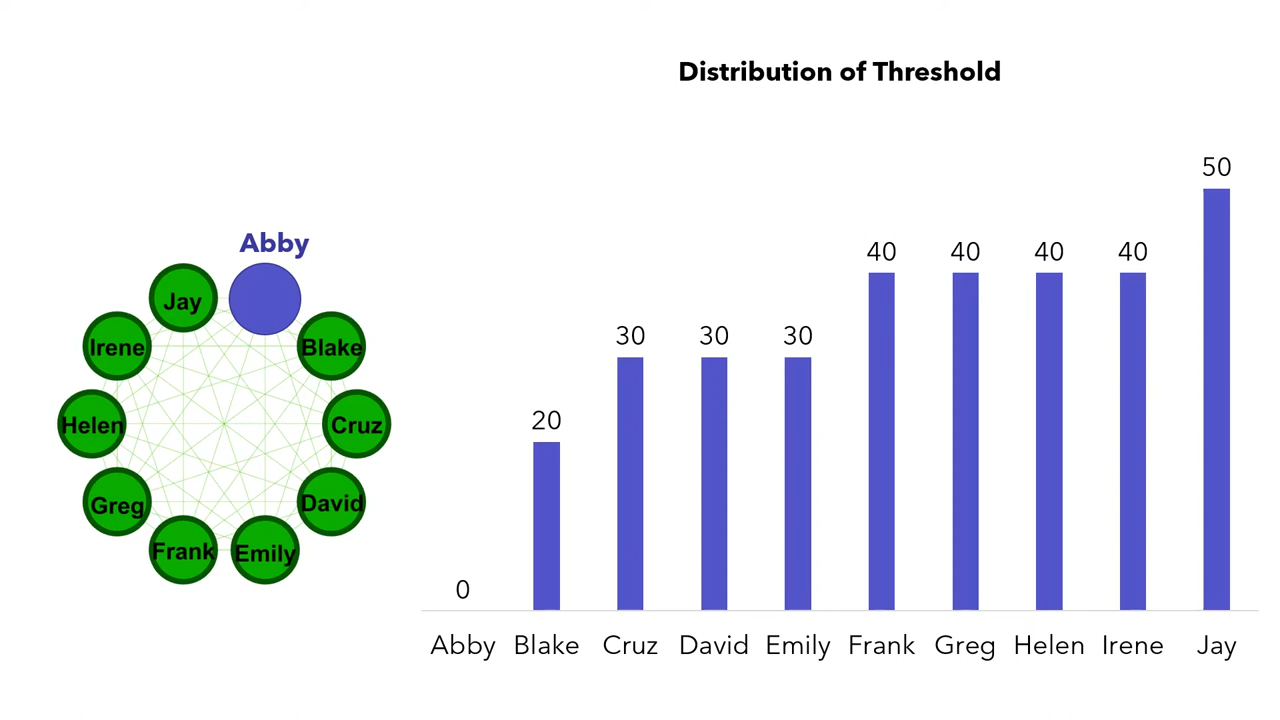 Distribution of Threshold
Abby
Jay
Irene
Blake
Helen
Cruz
Greg
David
Frank
Emily
0
20
30
30
30
40
40
40
40
50
Abby Blake Cruz David Emily Frank Greg Helen Irene Jay